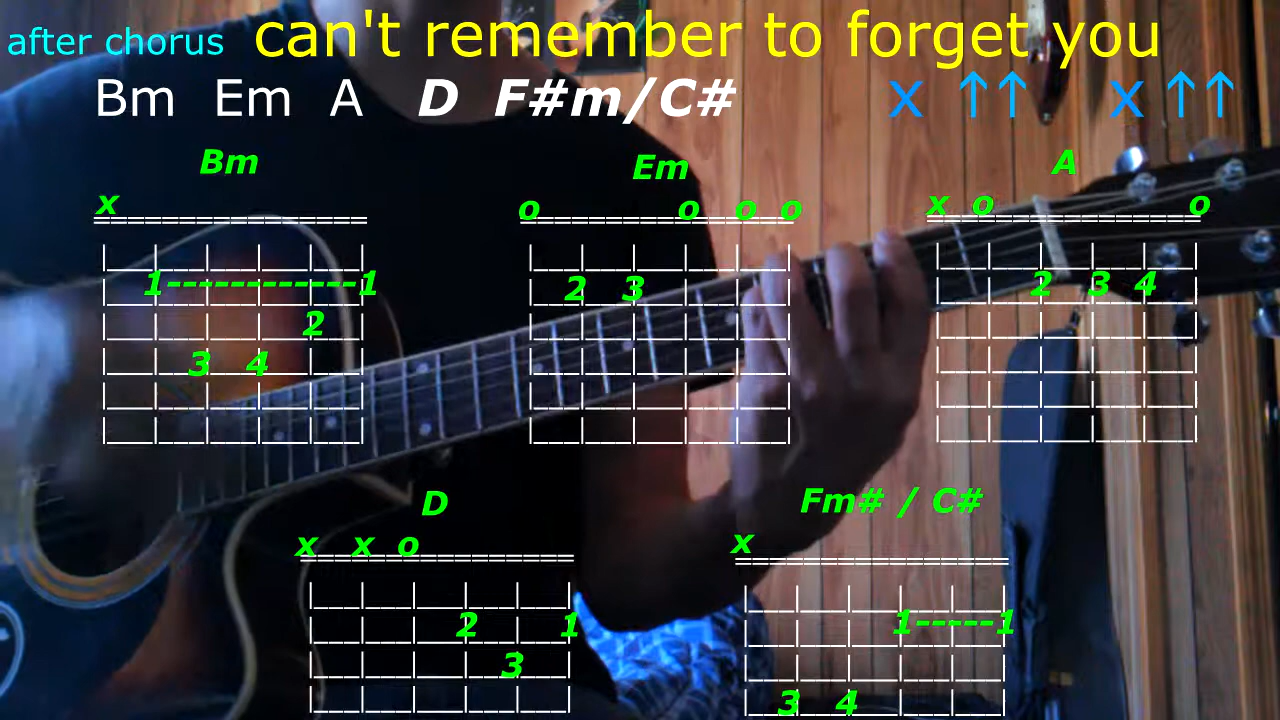 after chorus can't remember to forget you
Bm Em A D F#m/C# x ↑↑ x ↑↑
Bm Em A
x o o o o x o o
1------------1 2 3 2 3 4
2
3 4
D Fm# / C#
x x o x
2 1 1-----1
3
3 4